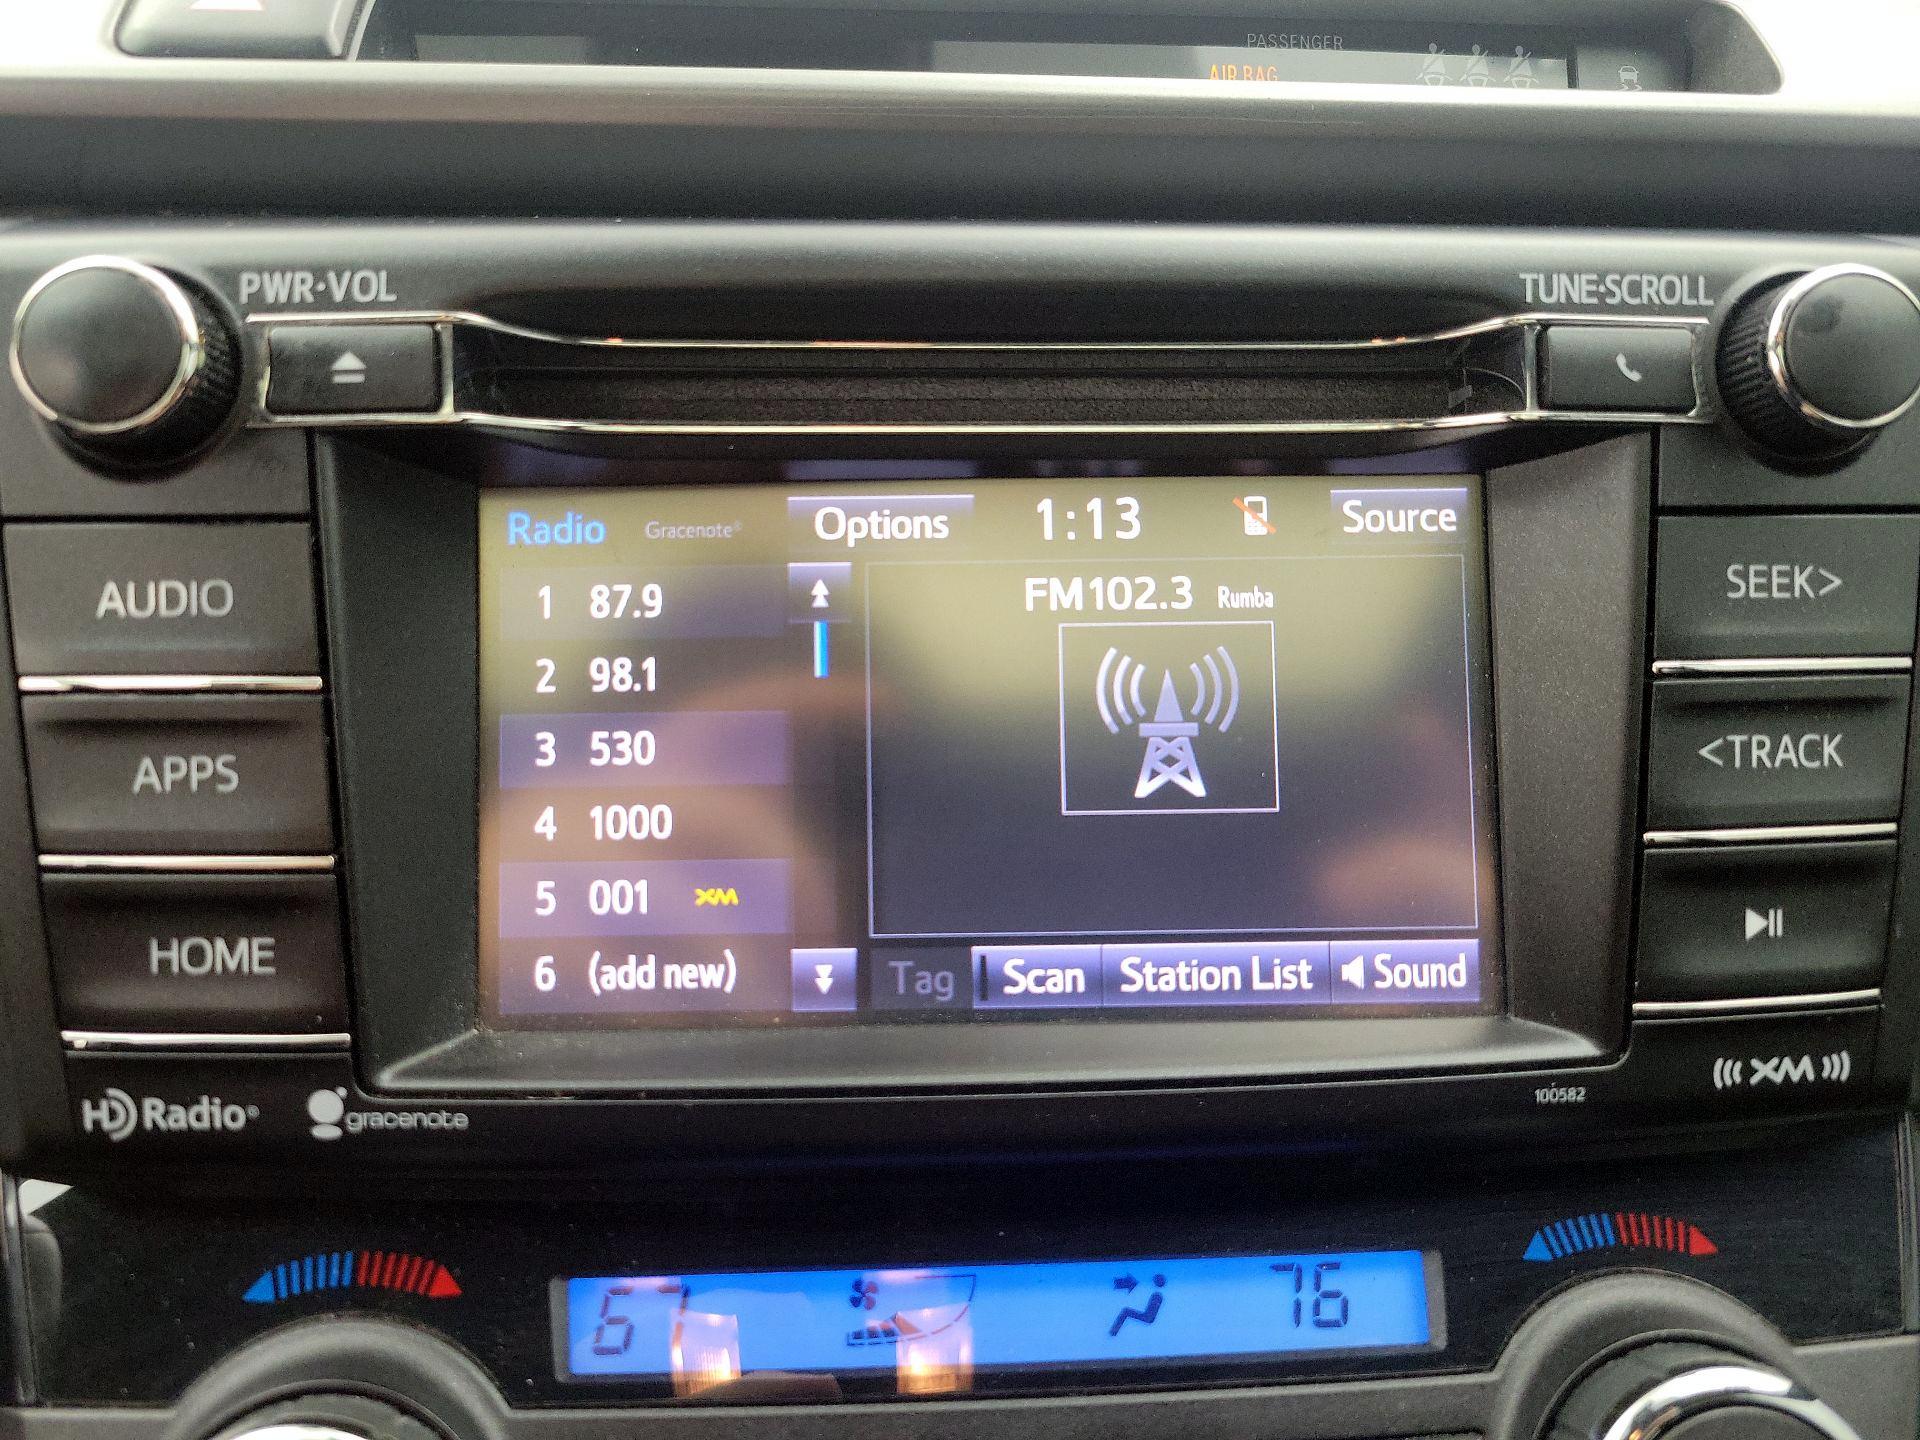 PASSENGER
AIR BAG
PWR•VOL
TUNE•SCROLL
Radio Gracenote® Options 1:13 Source
1 87.9
2 98.1
3 530
4 1000
5 001 XM
6 (add new)
FM102.3 Rumba
Tag Scan Station List Sound
AUDIO
APPS
HOME
SEEK>
<TRACK
HD Radio®
gracenote
100582
((( XM )))
67 76